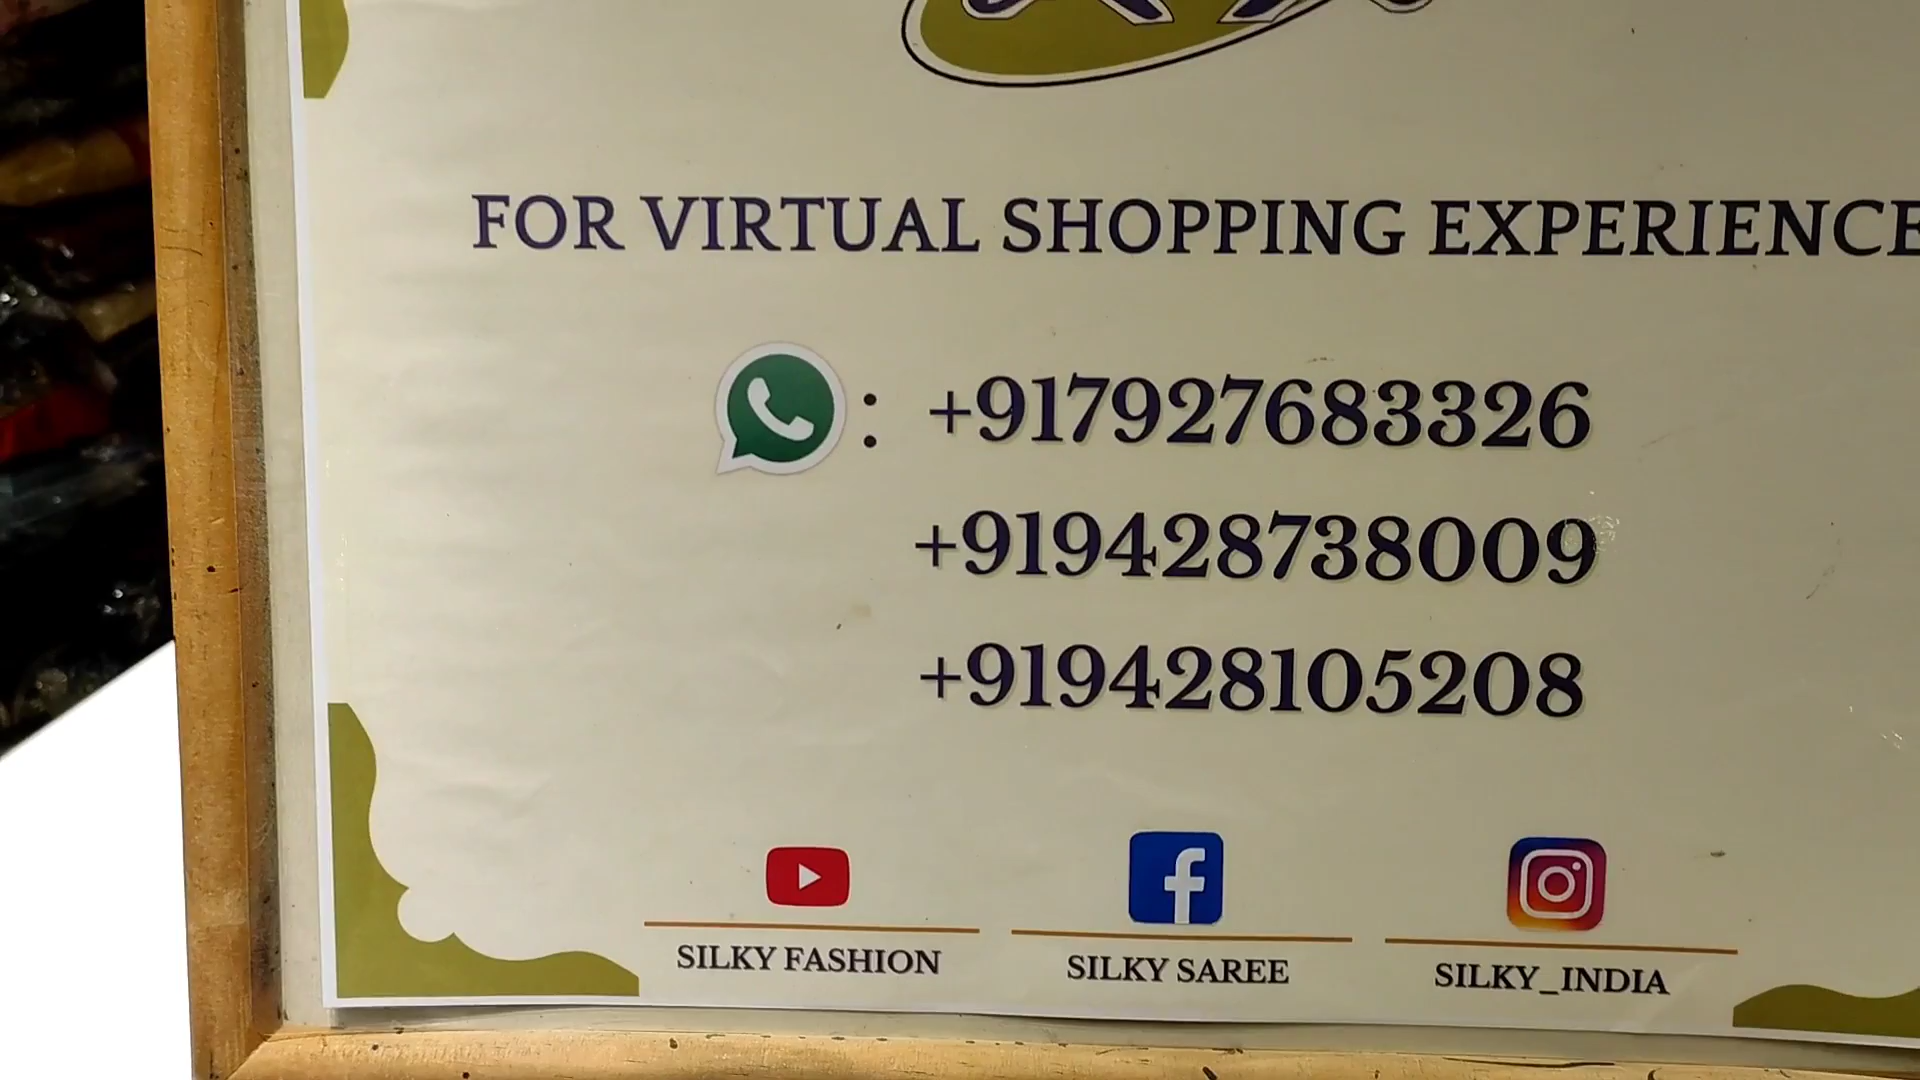 FOR VIRTUAL SHOPPING EXPERIENCE
: +917927683326
+919428738009
+919428105208
SILKY FASHION
SILKY SAREE
SILKY_INDIA